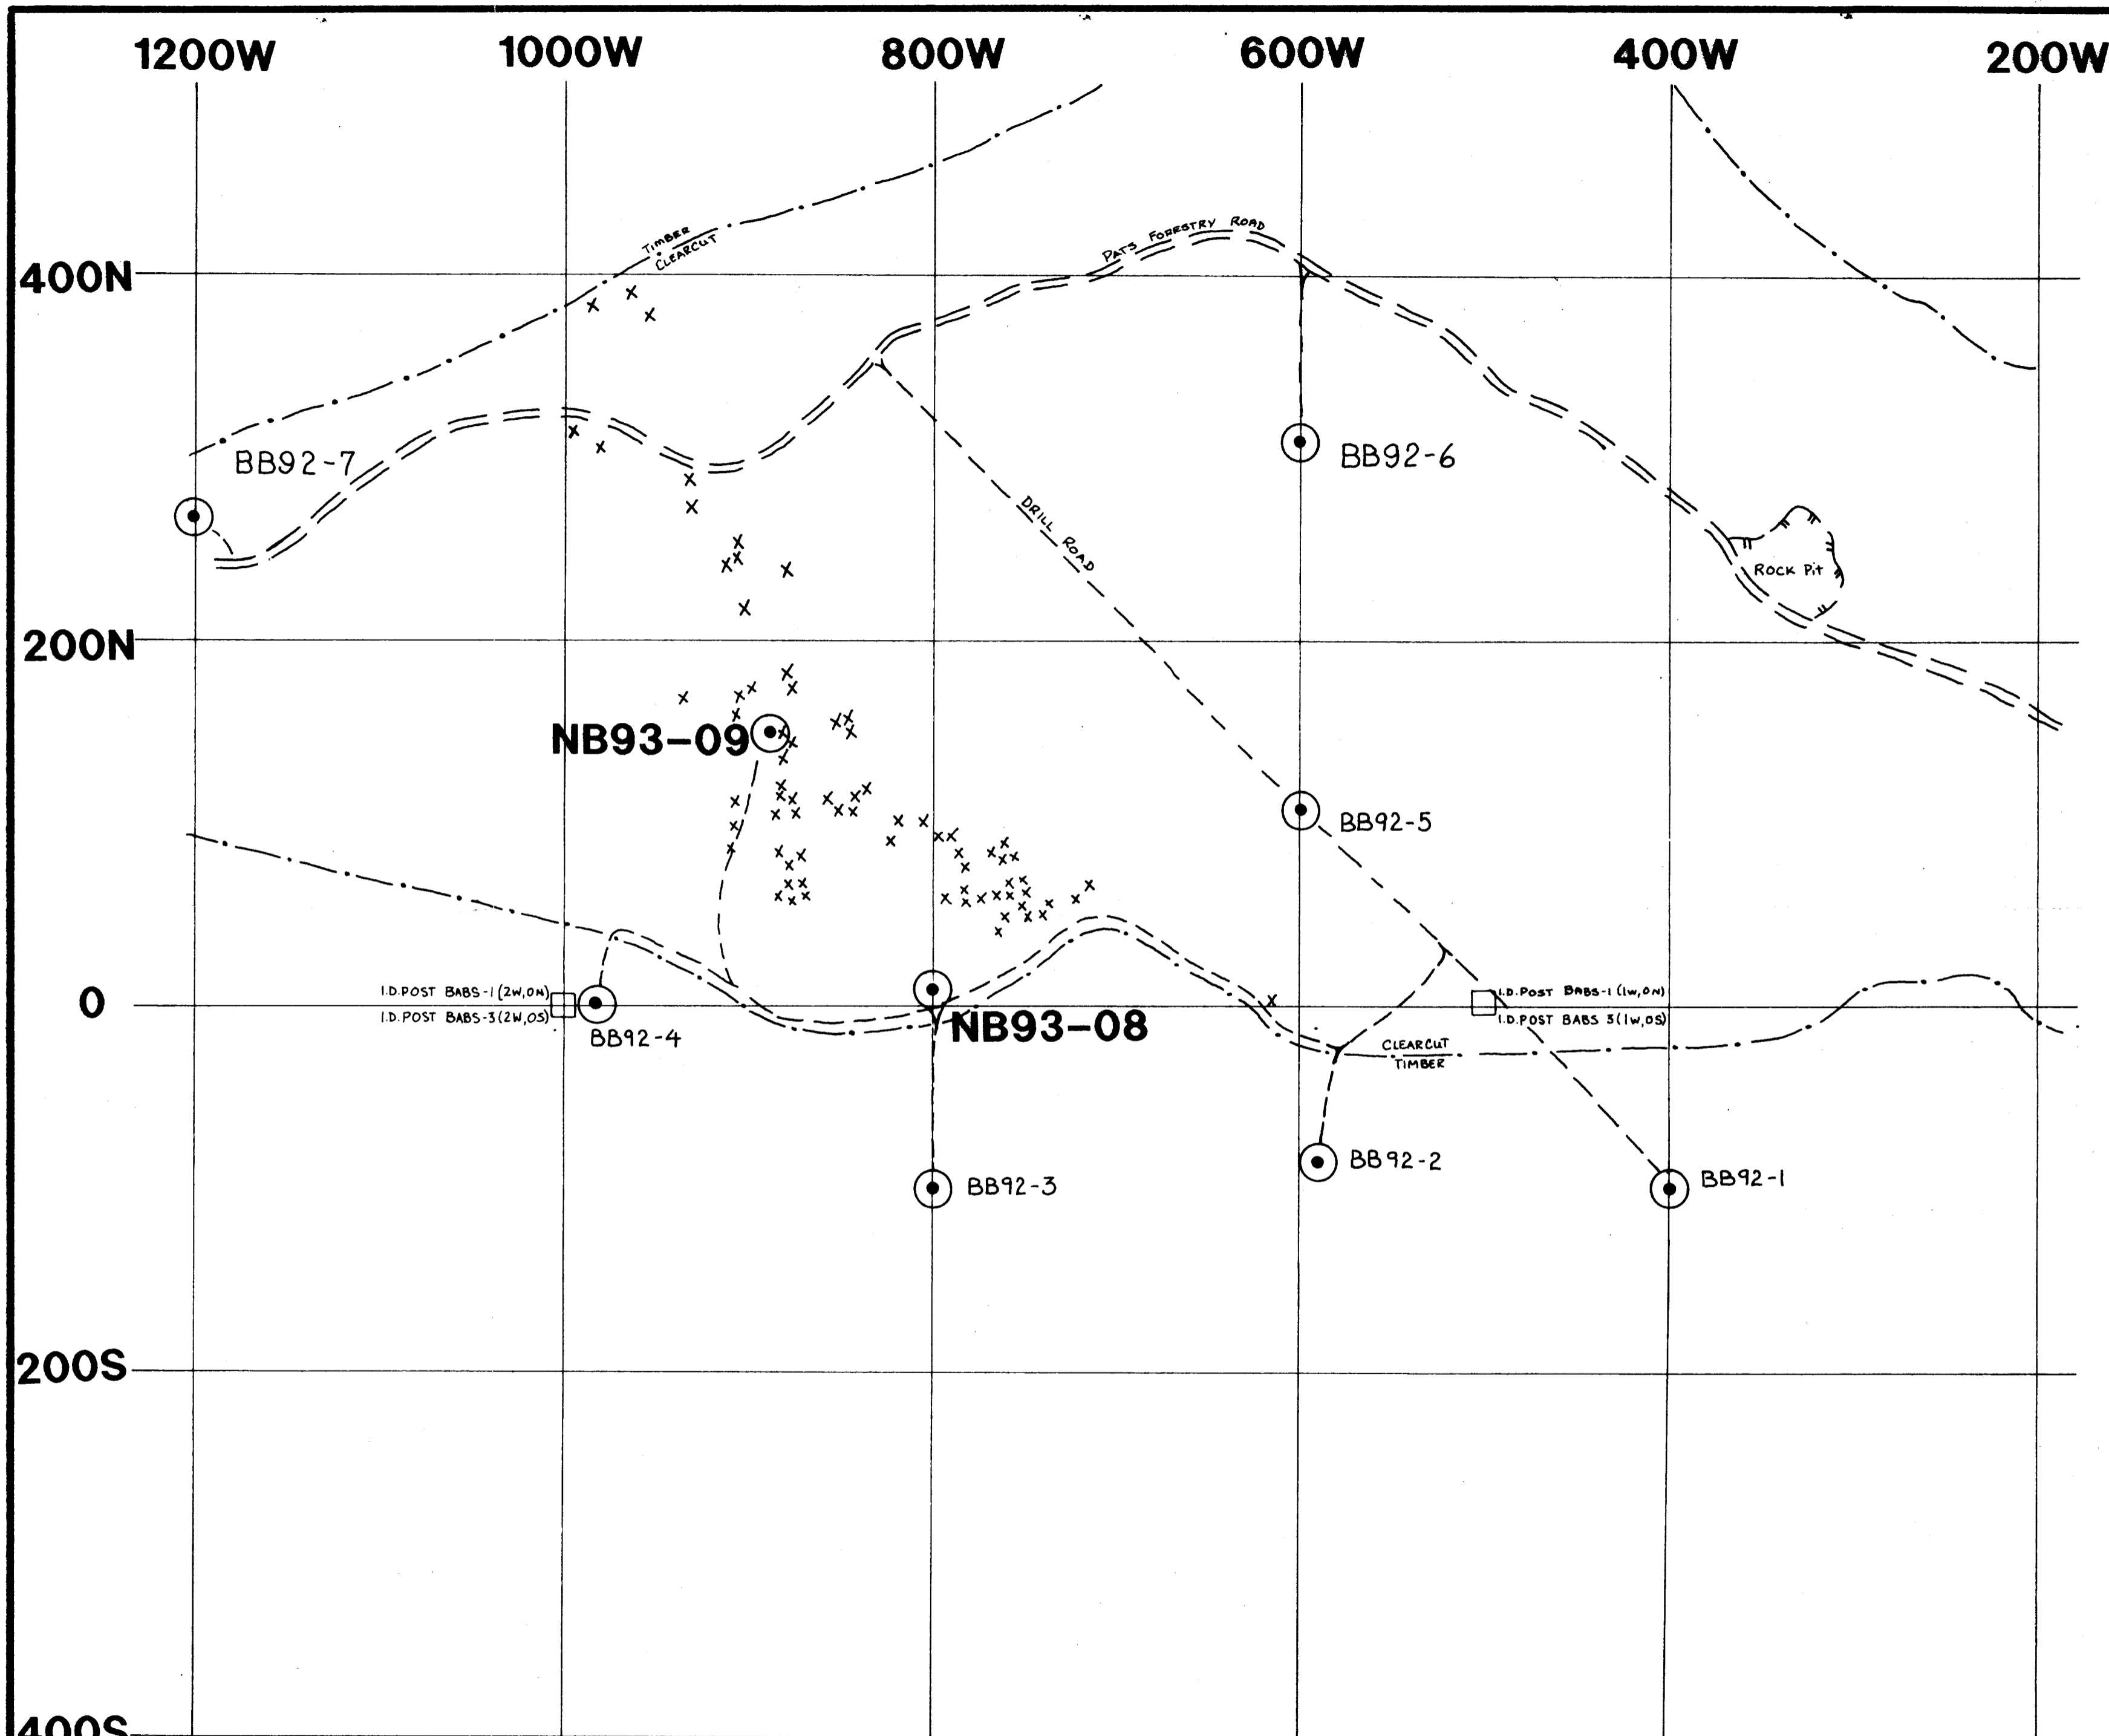 1200W 1000W 800W 600W 400W 200W
TIMBER
CLEARCUT
PATS FORESTRY ROAD
400N
BB92-7
BB92-6
DRILL ROAD
ROCK PIT
200N
NB93-09
BB92-5
I.D.POST BABS-1 (2W,0N)
I.D.POST BABS-3 (2W,0S)
0
BB92-4
NB93-08
I.D.POST BABS-1 (1W,0N)
I.D.POST BABS 3 (1W,0S)
CLEARCUT
TIMBER
BB92-3
BB92-2
BB92-1
200S
400S